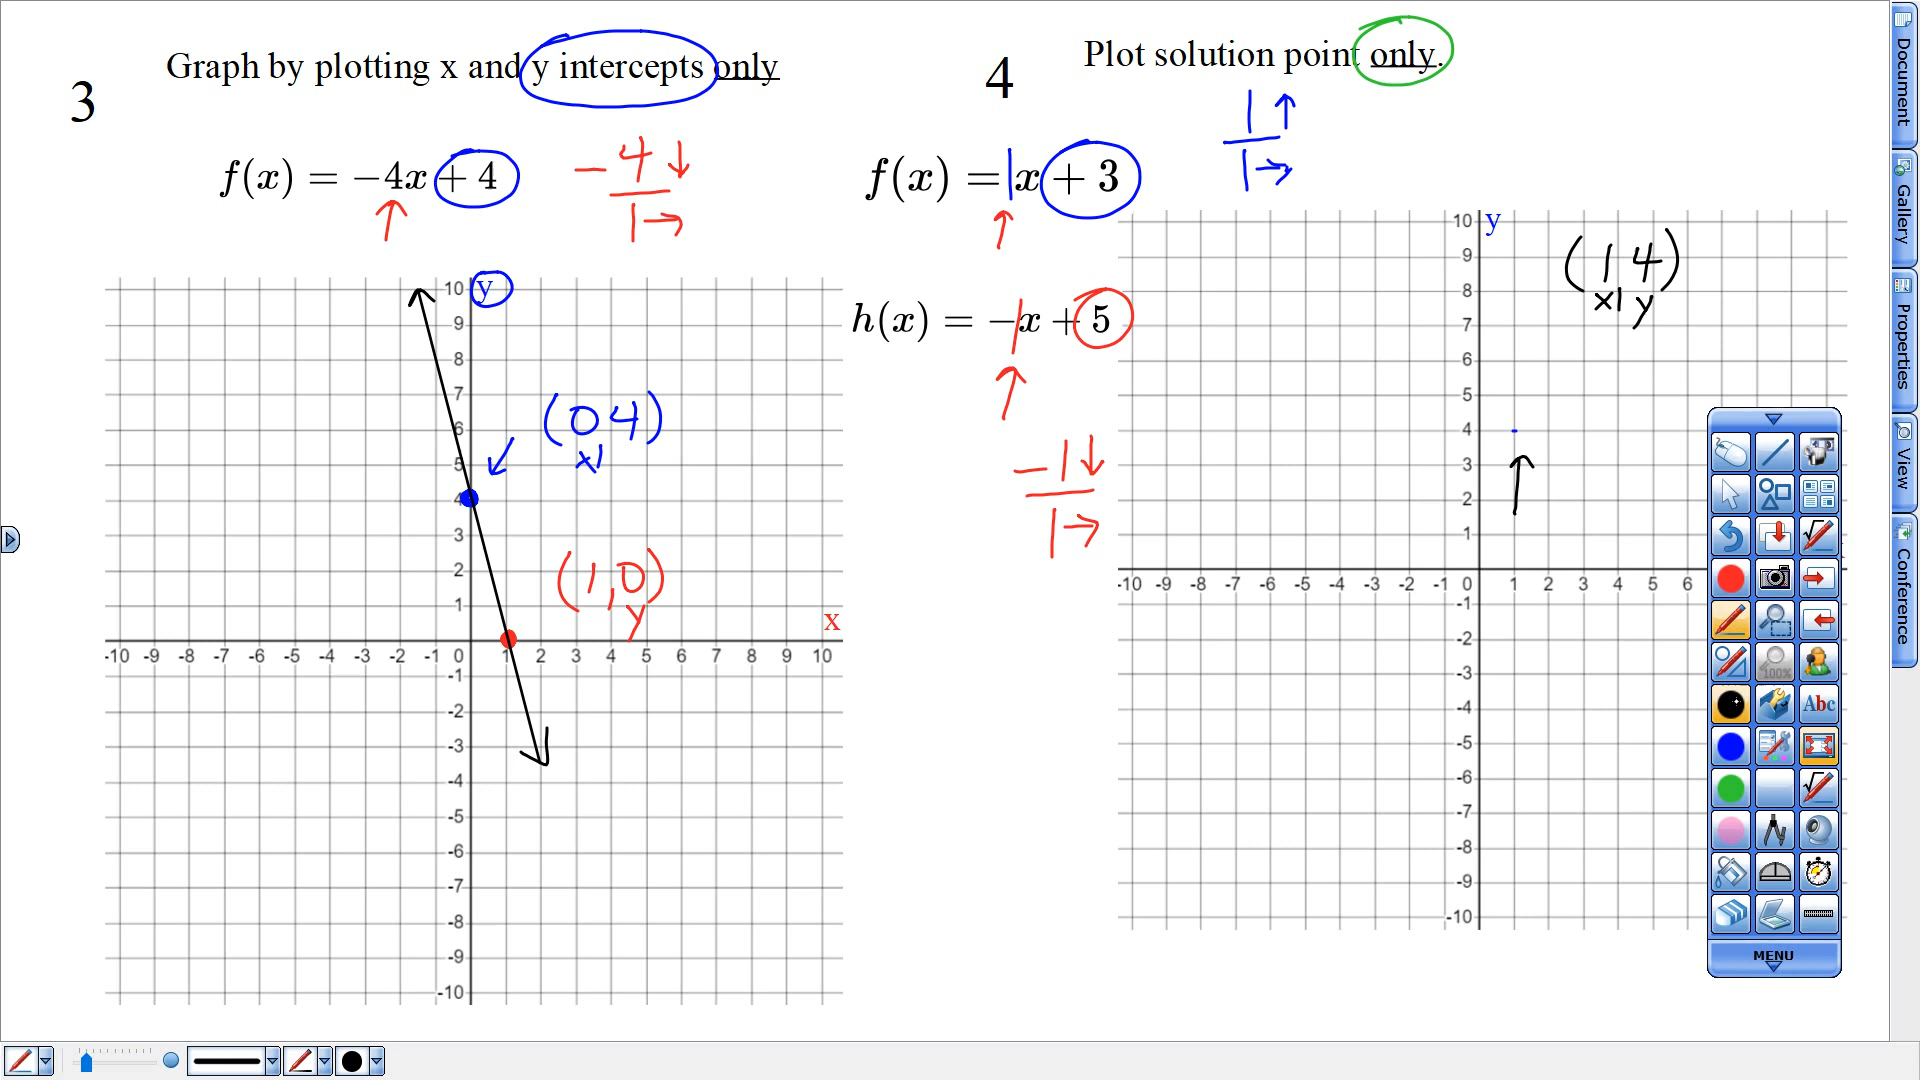 3
Graph by plotting x and y intercepts only
f(x) = −4x + 4
−4↓
1→
y
10
9
8
7
6
5
4
3
2
1
(0 4)
x
(1,0)
y
x
-10 -9 -8 -7 -6 -5 -4 -3 -2 -1 0 1 2 3 4 5 6 7 8 9 10
-1
-2
-3
-4
-5
-6
-7
-8
-9
-10
4
Plot solution point only.
1↑
1→
f(x) = 1x + 3
h(x) = −1x + 5
−1↓
1→
y
10
9
8
7
6
5
4
3
2
1
(1 4)
x y
-10 -9 -8 -7 -6 -5 -4 -3 -2 -1 0 1 2 3 4 5 6
-1
-2
-3
-4
-5
-6
-7
-8
-9
-10
100%
Abc
MENU
Document
Gallery
Properties
View
Conference